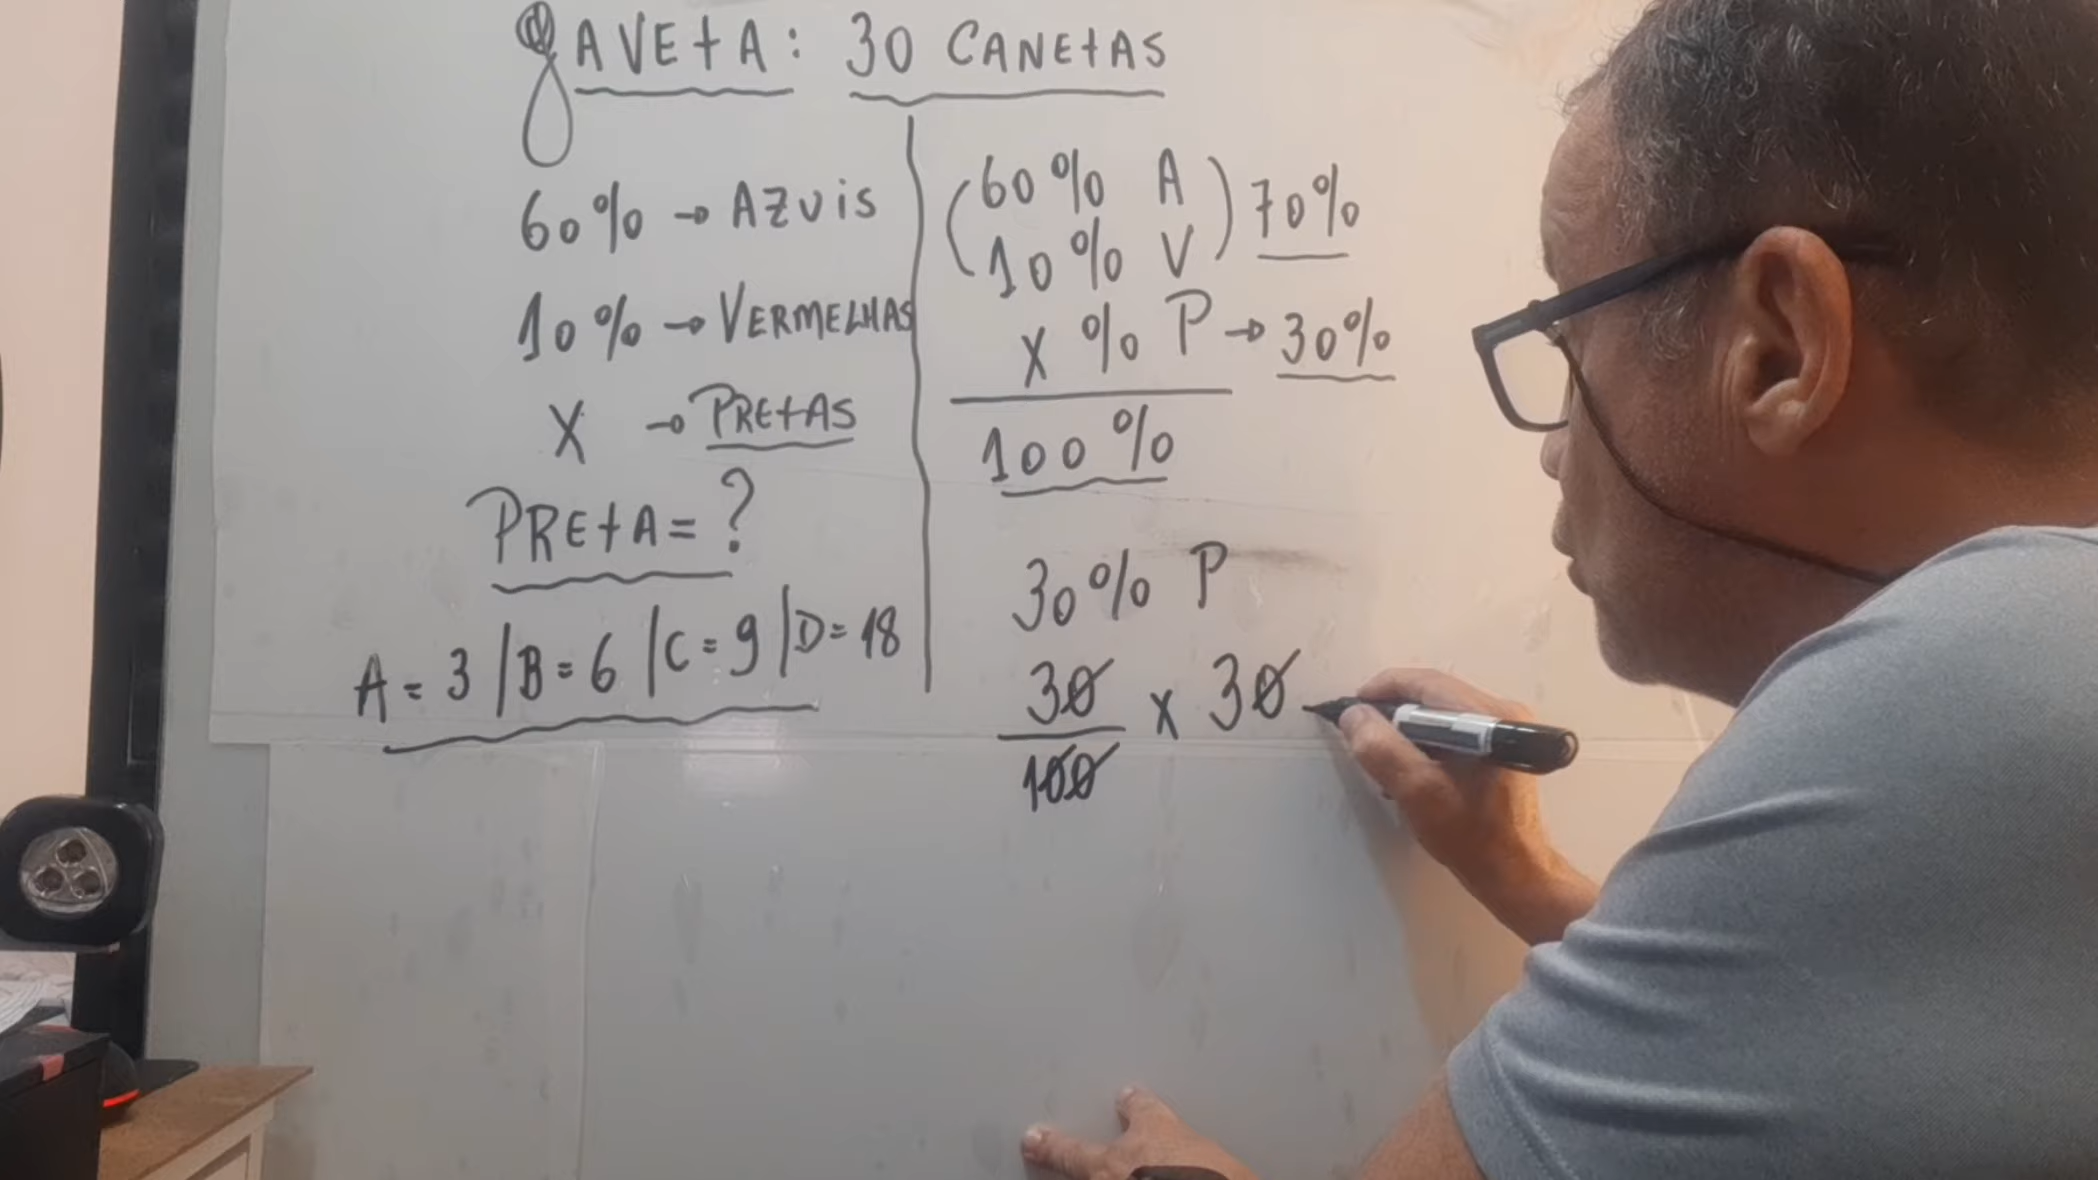 gAVEtA: 30 CANEtAS
60% → AZUis
10% → VERMELHAS
X → PREtAS
PREtA = ?
A = 3 | B = 6 | C = 9 | D = 18
60% A
10% V
70%
X % P → 30%
100%
30% P
30
100
x 30